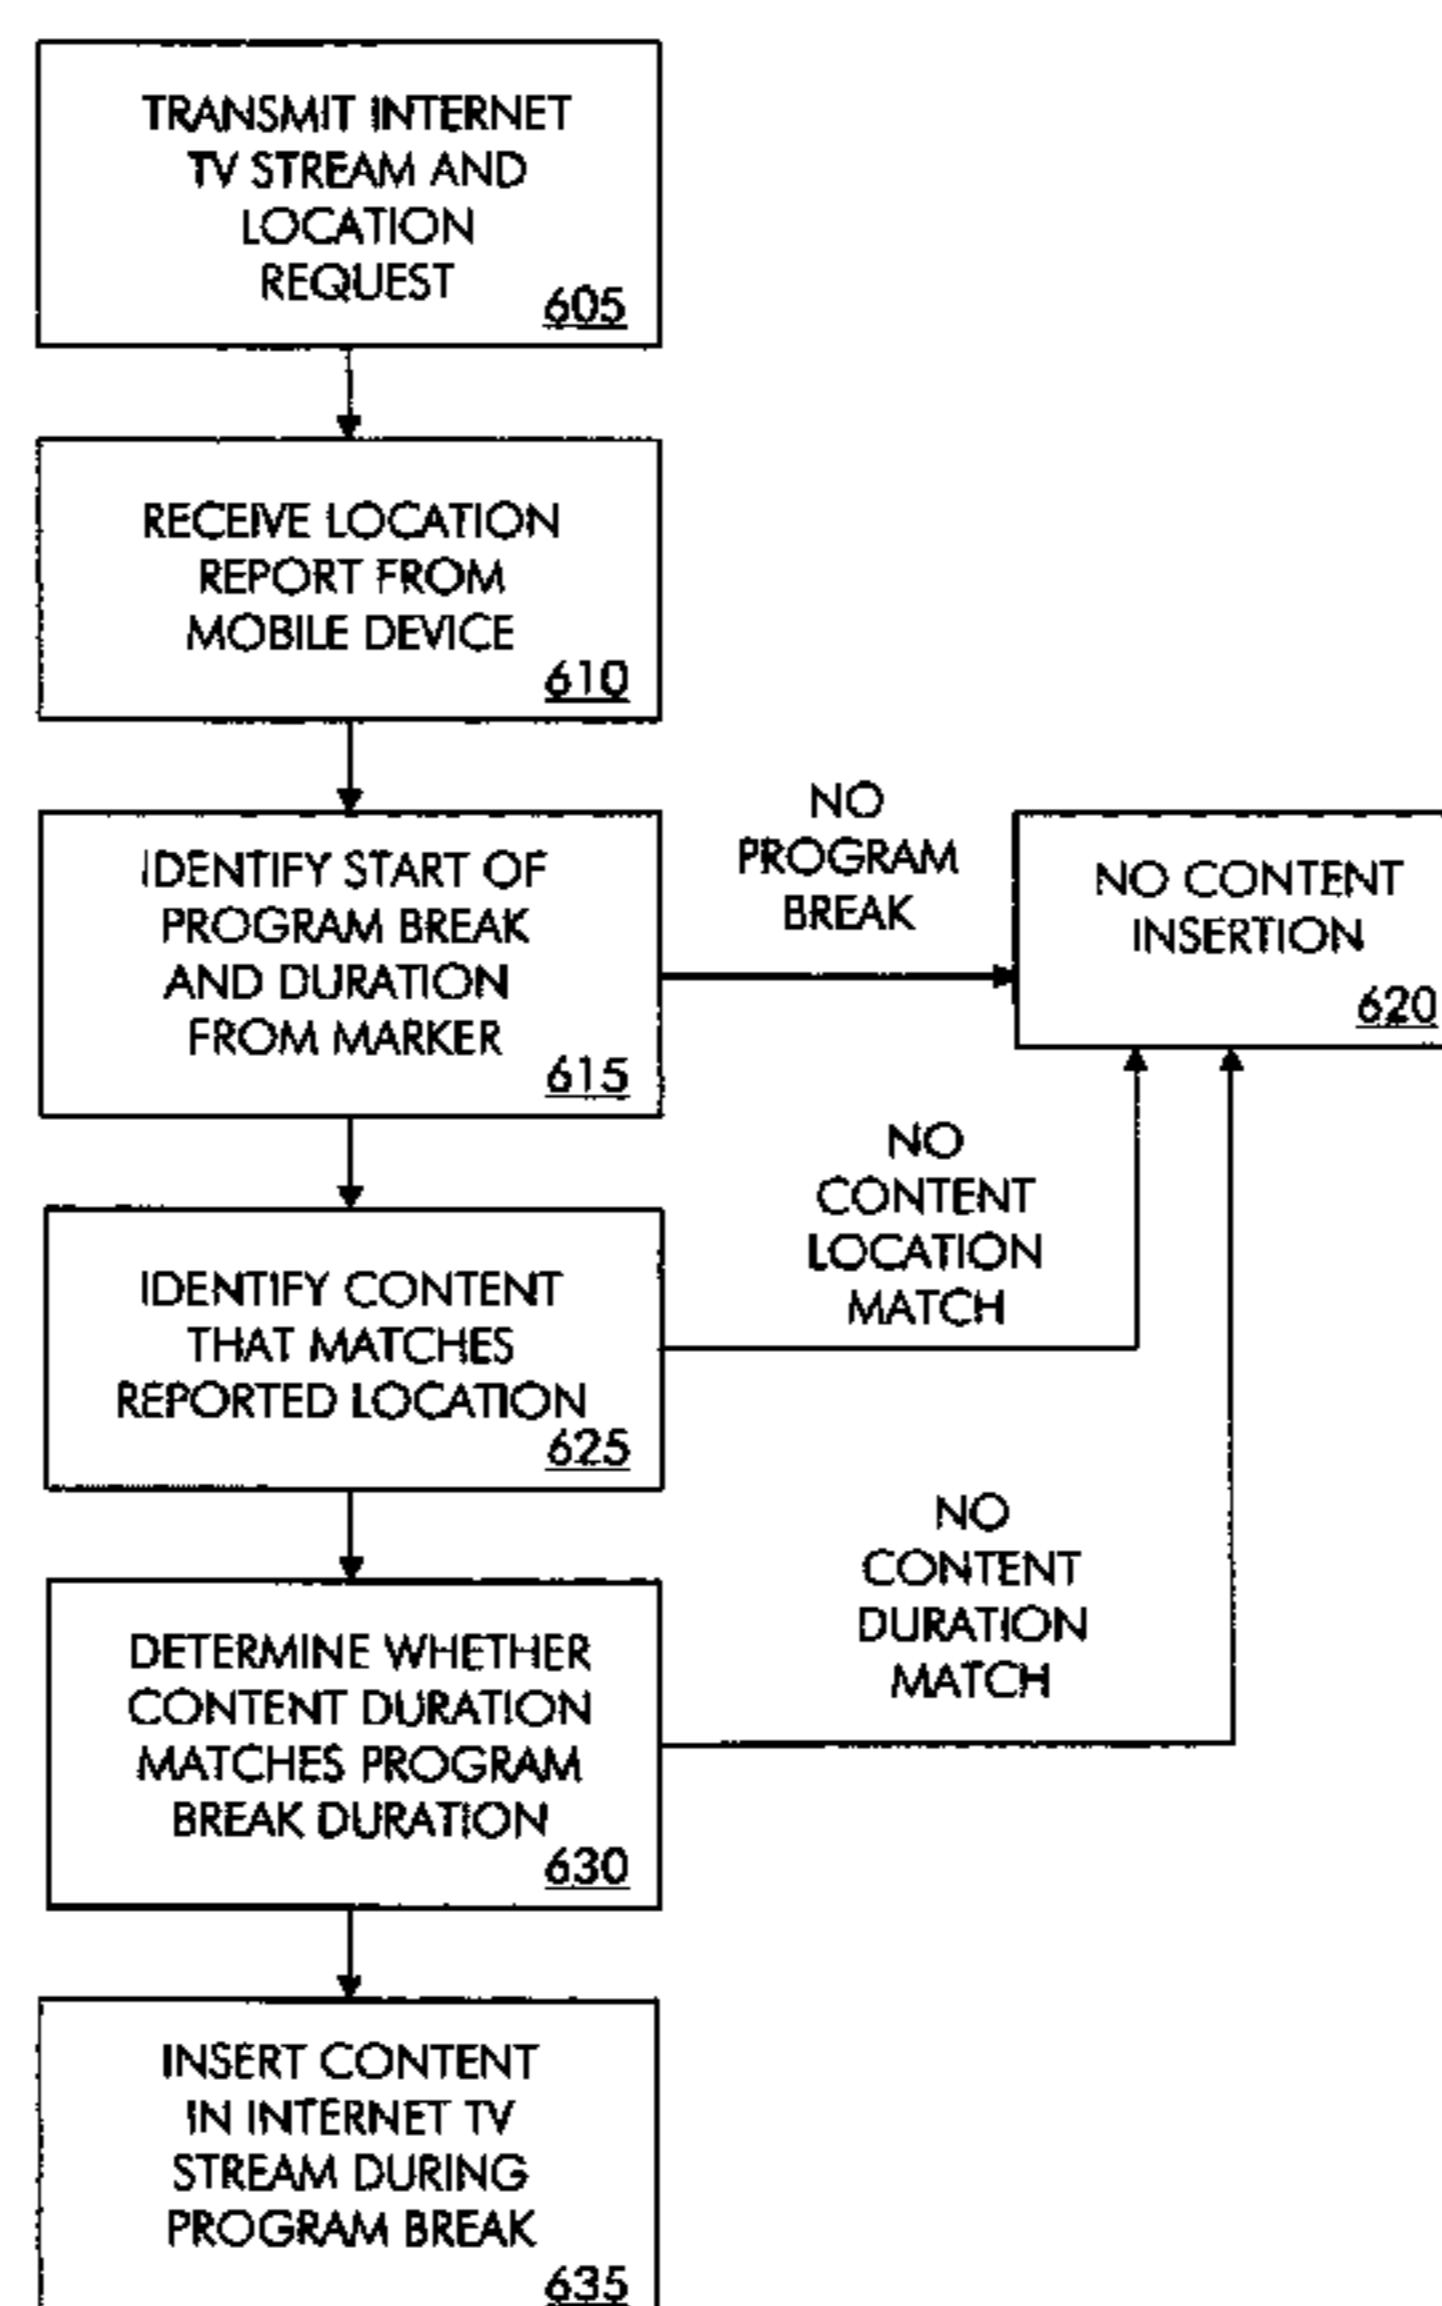 TRANSMIT INTERNET
TV STREAM AND
LOCATION
REQUEST
605
RECEIVE LOCATION
REPORT FROM
MOBILE DEVICE
610
IDENTIFY START OF
PROGRAM BREAK
AND DURATION
FROM MARKER
615
NO
PROGRAM
BREAK
NO CONTENT
INSERTION
620
IDENTIFY CONTENT
THAT MATCHES
REPORTED LOCATION
625
NO
CONTENT
LOCATION
MATCH
DETERMINE WHETHER
CONTENT DURATION
MATCHES PROGRAM
BREAK DURATION
630
NO
CONTENT
DURATION
MATCH
INSERT CONTENT
IN INTERNET TV
STREAM DURING
PROGRAM BREAK
635